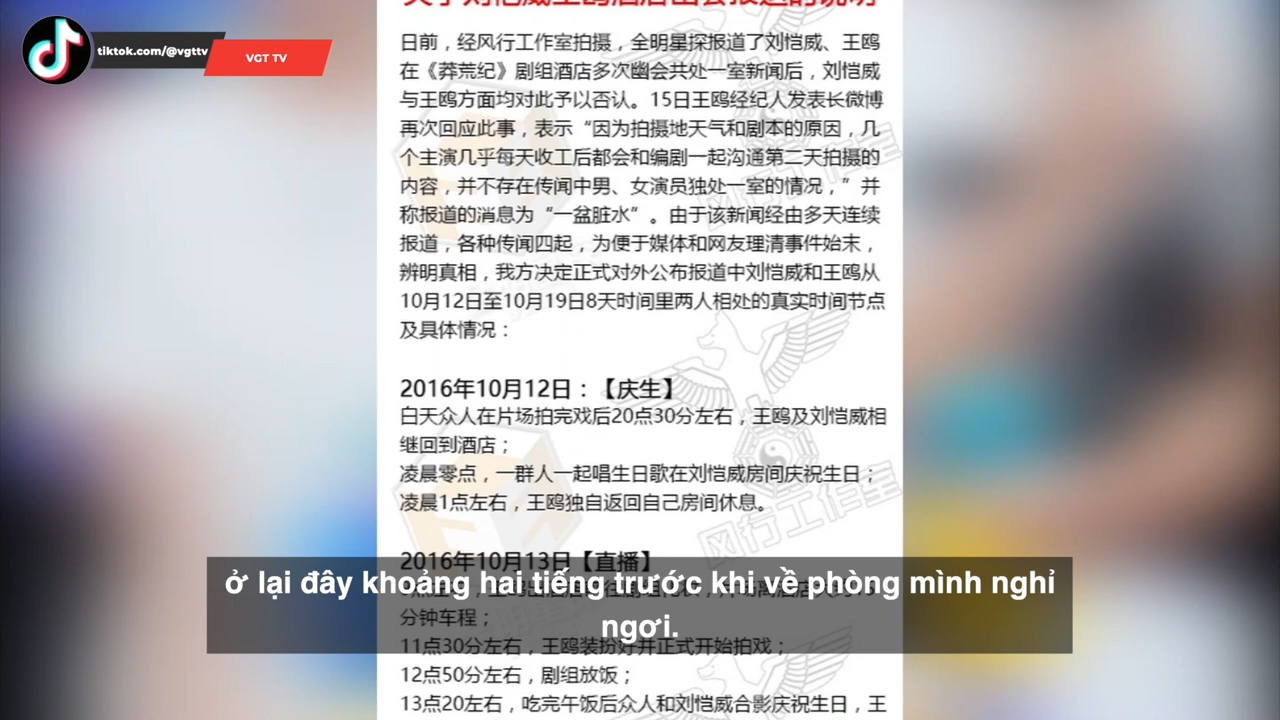 tiktok.com/@vgttv
VGT TV
日前，经风行工作室拍摄，全明星探报道了刘恺威、王鸥
在《莽荒纪》剧组酒店多次幽会共处一室新闻后，刘恺威
与王鸥方面均对此予以否认。15日王鸥经纪人发表长微博
再次回应此事，表示“因为拍摄地天气和剧本的原因，几
个主演几乎每天收工后都会和编剧一起沟通第二天拍摄的
内容，并不存在传闻中男、女演员独处一室的情况，”并
称报道的消息为“一盆脏水”。由于该新闻经由多天连续
报道，各种传闻四起，为便于媒体和网友理清事件始末，
辨明真相，我方决定正式对外公布报道中刘恺威和王鸥从
10月12日至10月19日8天时间里两人相处的真实时间节点
及具体情况：
2016年10月12日：【庆生】
白天众人在片场拍完戏后20点30分左右，王鸥及刘恺威相
继回到酒店；
凌晨零点，一群人一起唱生日歌在刘恺威房间庆祝生日；
凌晨1点左右，王鸥独自返回自己房间休息。
2016年10月13日【直播】
ở lại đây khoảng hai tiếng trước khi về phòng mình nghỉ
ngơi.
分钟车程；
11点30分左右，王鸥装扮好并正式开始拍戏；
12点50分左右，剧组放饭；
13点20左右，吃完午饭后众人和刘恺威合影庆祝生日，王
风行工作室